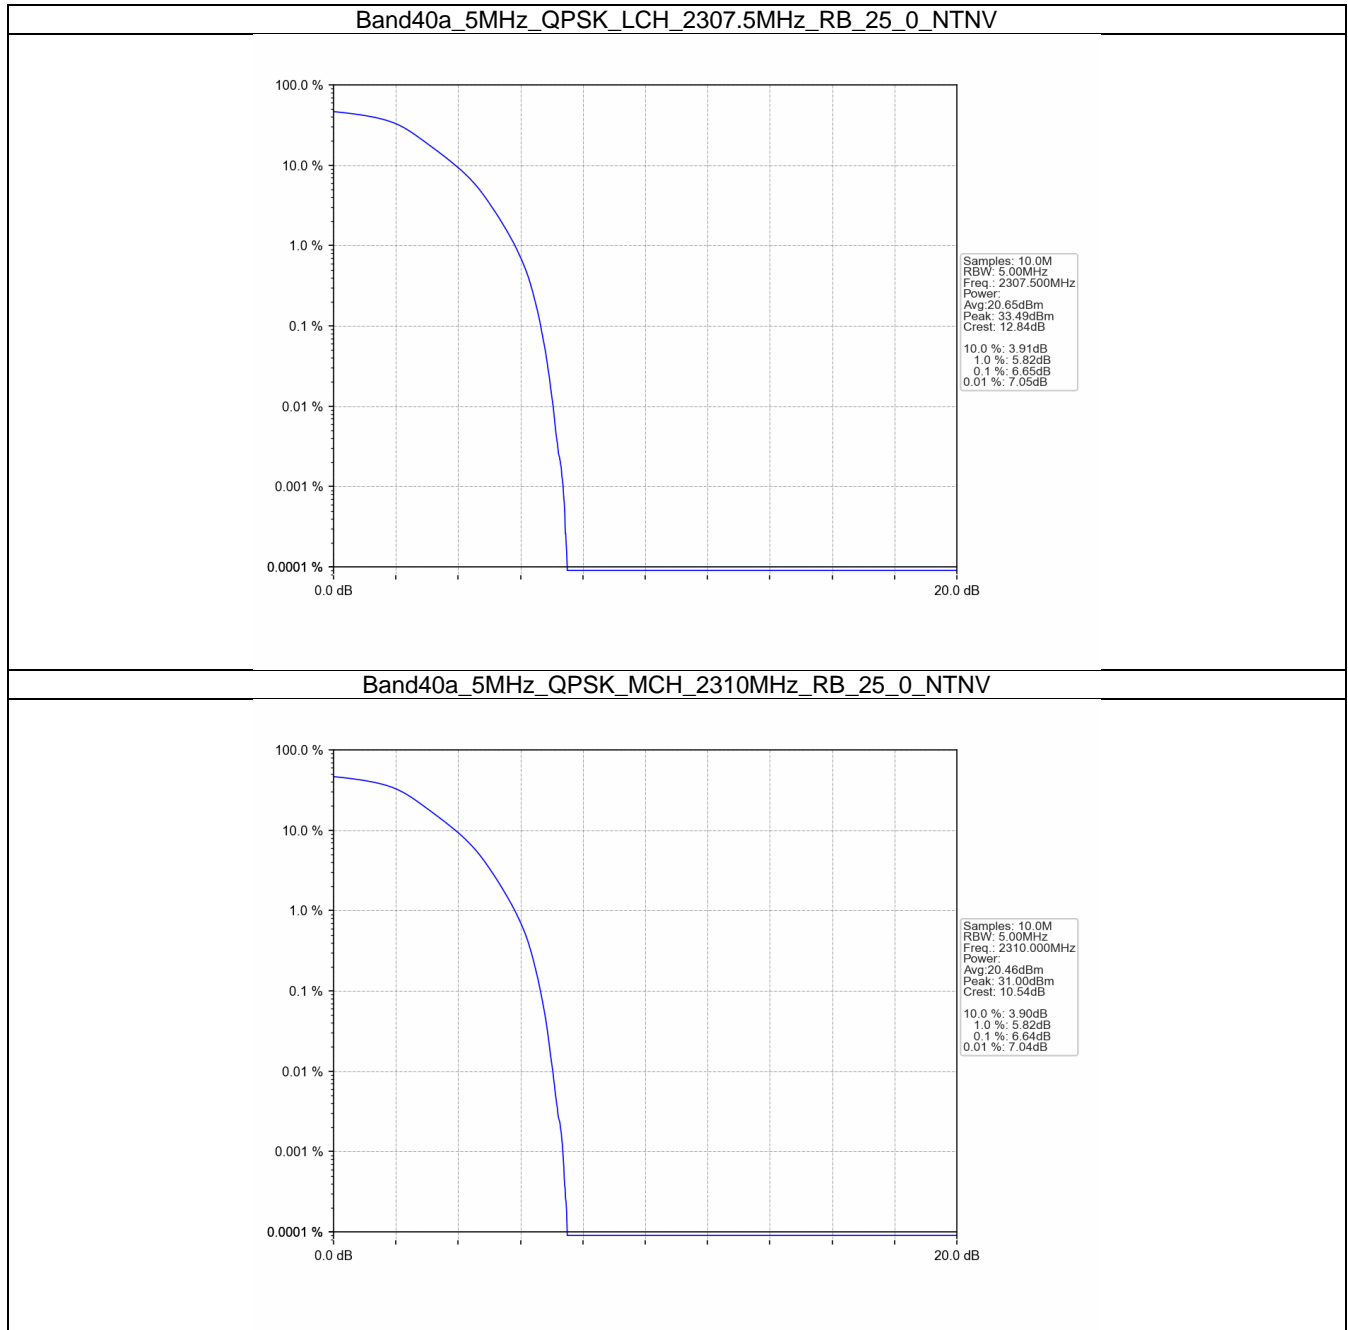 Band40a_5MHz_QPSK_LCH_2307.5MHz_RB_25_0_NTNV
100.0 %
10.0 %
1.0 %
0.1 %
0.01 %
0.001 %
0.0001 %
0.0 dB
20.0 dB
Samples: 10.0M
RBW: 5.00MHz
Freq.: 2307.500MHz
Power:
Avg:20.65dBm
Peak: 33.49dBm
Crest: 12.84dB
10.0 %: 3.91dB
1.0 %: 5.82dB
0.1 %: 6.65dB
0.01 %: 7.05dB
Band40a_5MHz_QPSK_MCH_2310MHz_RB_25_0_NTNV
100.0 %
10.0 %
1.0 %
0.1 %
0.01 %
0.001 %
0.0001 %
0.0 dB
20.0 dB
Samples: 10.0M
RBW: 5.00MHz
Freq.: 2310.000MHz
Power:
Avg:20.46dBm
Peak: 31.00dBm
Crest: 10.54dB
10.0 %: 3.90dB
1.0 %: 5.82dB
0.1 %: 6.64dB
0.01 %: 7.04dB